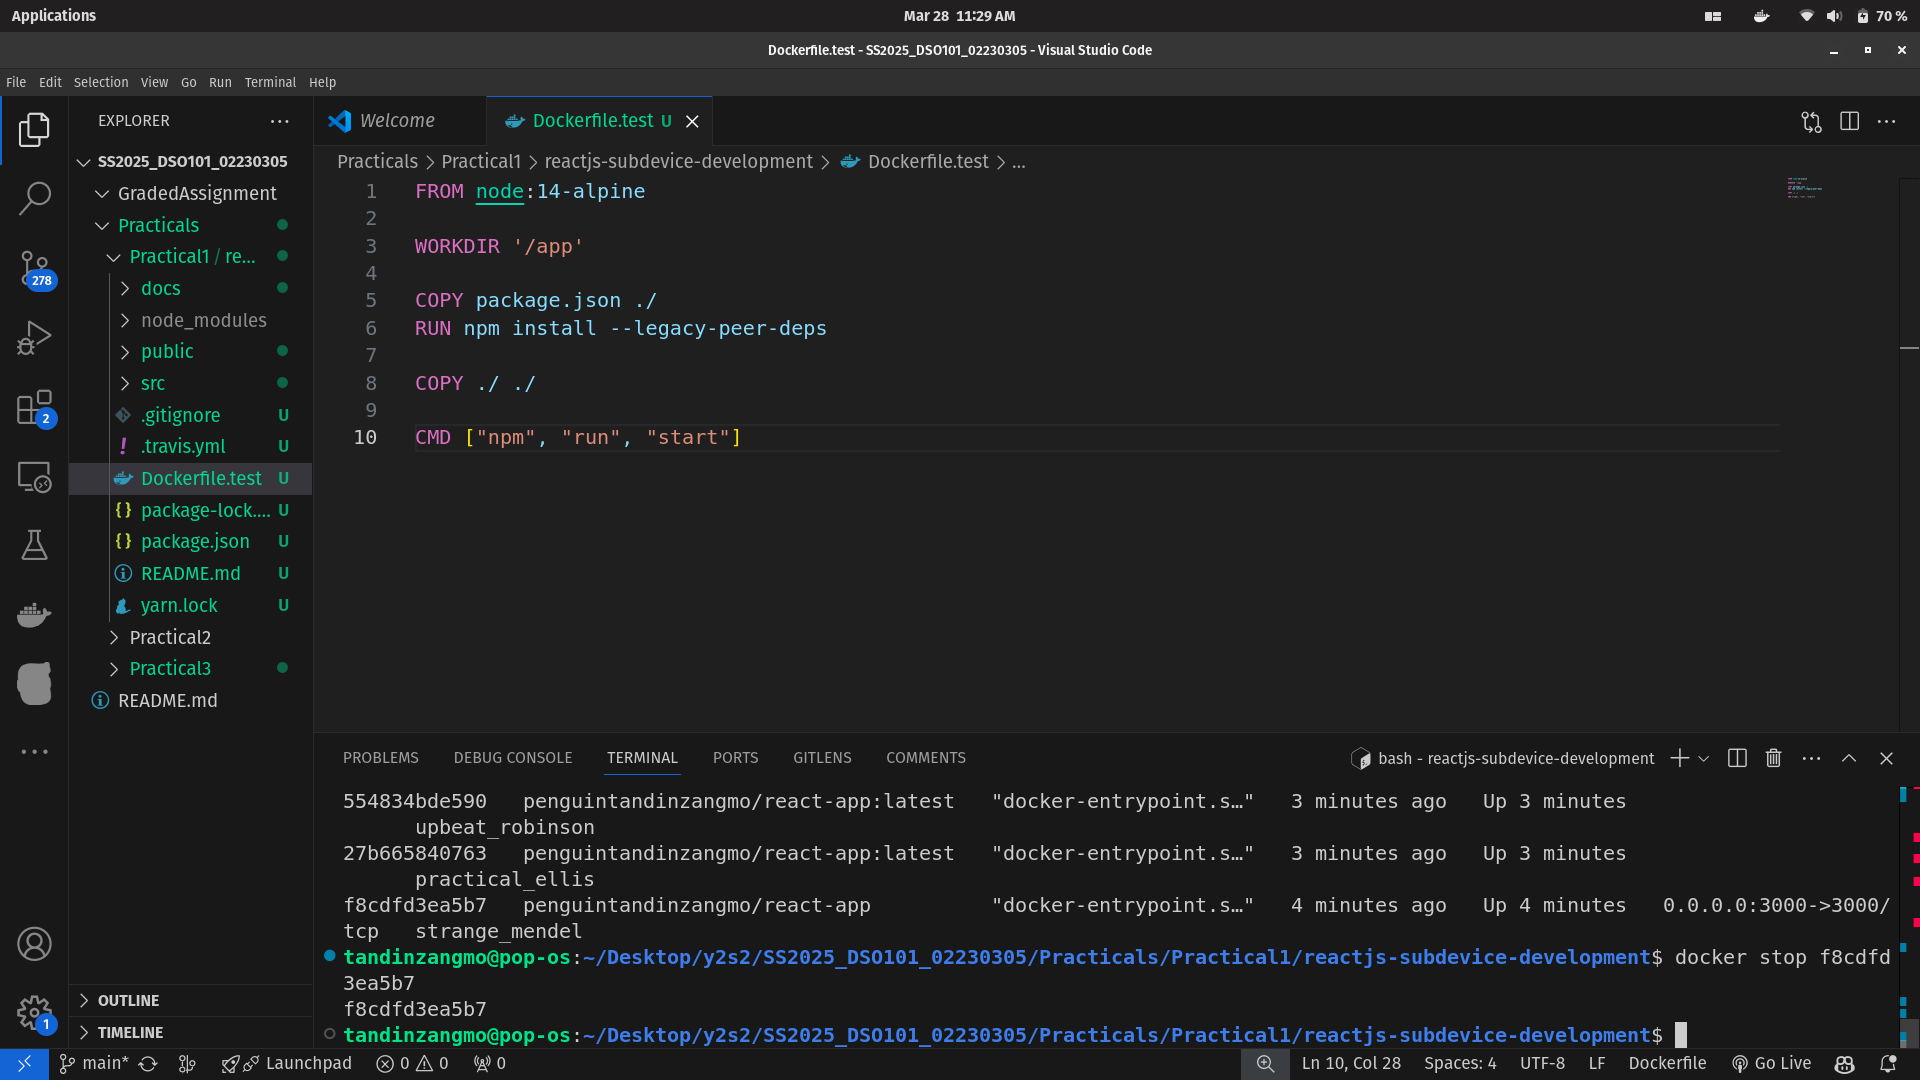 Applications
Mar 28 11:29 AM
70 %
Dockerfile.test - SS2025_DSO101_02230305 - Visual Studio Code
File Edit Selection View Go Run Terminal Help
EXPLORER
SS2025_DSO101_02230305
GradedAssignment
Practicals
Practical1 / re...
docs
node_modules
public
src
.gitignore U
.travis.yml U
Dockerfile.test U
package-lock.... U
package.json U
README.md U
yarn.lock U
Practical2
Practical3
README.md
OUTLINE
TIMELINE
278
2
1
Welcome
Dockerfile.test U
Practicals > Practical1 > reactjs-subdevice-development > Dockerfile.test > ...
1 FROM node:14-alpine
2
3 WORKDIR '/app'
4
5 COPY package.json ./
6 RUN npm install --legacy-peer-deps
7
8 COPY ./ ./
9
10 CMD ["npm", "run", "start"]
PROBLEMS DEBUG CONSOLE TERMINAL PORTS GITLENS COMMENTS
bash - reactjs-subdevice-development
554834bde590 penguintandinzangmo/react-app:latest "docker-entrypoint.s…" 3 minutes ago Up 3 minutes
upbeat_robinson
27b665840763 penguintandinzangmo/react-app:latest "docker-entrypoint.s…" 3 minutes ago Up 3 minutes
practical_ellis
f8cdfd3ea5b7 penguintandinzangmo/react-app "docker-entrypoint.s…" 4 minutes ago Up 4 minutes 0.0.0.0:3000->3000/
tcp strange_mendel
tandinzangmo@pop-os:~/Desktop/y2s2/SS2025_DSO101_02230305/Practicals/Practical1/reactjs-subdevice-development$ docker stop f8cdfd
3ea5b7
f8cdfd3ea5b7
tandinzangmo@pop-os:~/Desktop/y2s2/SS2025_DSO101_02230305/Practicals/Practical1/reactjs-subdevice-development$
main* Launchpad 0 0 0 Ln 10, Col 28 Spaces: 4 UTF-8 LF Dockerfile Go Live